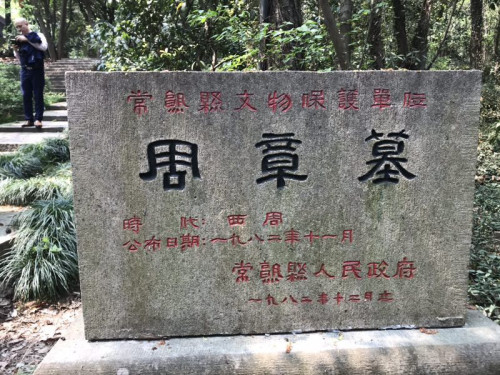 常熟縣文物保護單位
周章墓
時 代:西周
公布日期:一九八二年十一月
常熟縣人民政府
一九八二年十二月立